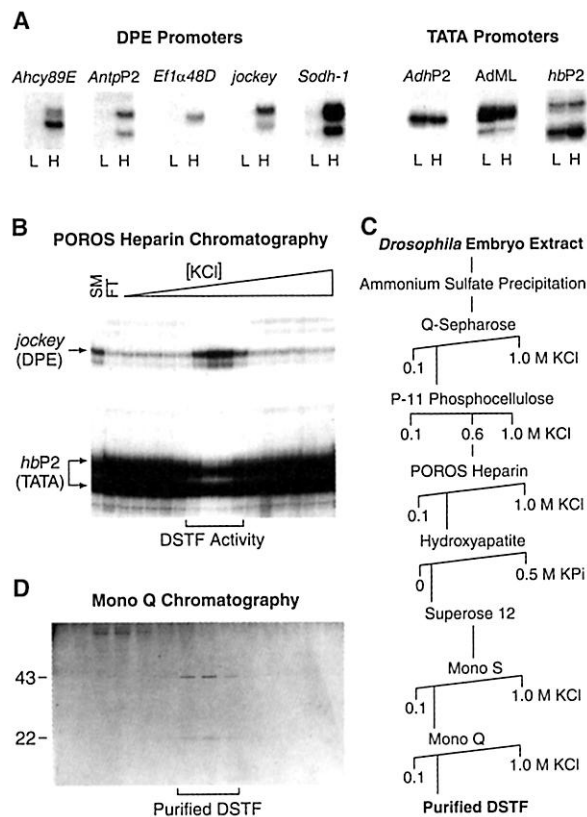 A
DPE Promoters
TATA Promoters
Ahcy89E AntpP2 Ef1α48D jockey Sodh-1 AdhP2 AdML hbP2
L H L H L H L H L H L H L H L H
B
POROS Heparin Chromatography
SM
FT
[KCl]
jockey
(DPE)
hbP2
(TATA)
DSTF Activity
C
Drosophila Embryo Extract
Ammonium Sulfate Precipitation
Q-Sepharose
0.1 1.0 M KCl
P-11 Phosphocellulose
0.1 0.6 1.0 M KCl
POROS Heparin
0.1 1.0 M KCl
Hydroxyapatite
0 0.5 M KPi
Superose 12
Mono S
0.1 1.0 M KCl
Mono Q
0.1 1.0 M KCl
Purified DSTF
D
Mono Q Chromatography
43
22
Purified DSTF